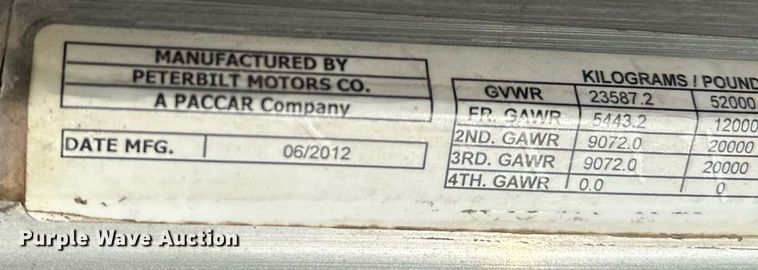 MANUFACTURED BY
PETERBILT MOTORS CO.
A PACCAR Company
DATE MFG. 06/2012
KILOGRAMS / POUND
GVWR 23587.2 52000
FR. GAWR 5443.2 12000
2ND. GAWR 9072.0 20000
3RD. GAWR 9072.0 20000
4TH. GAWR 0.0 0
Purple Wave Auction